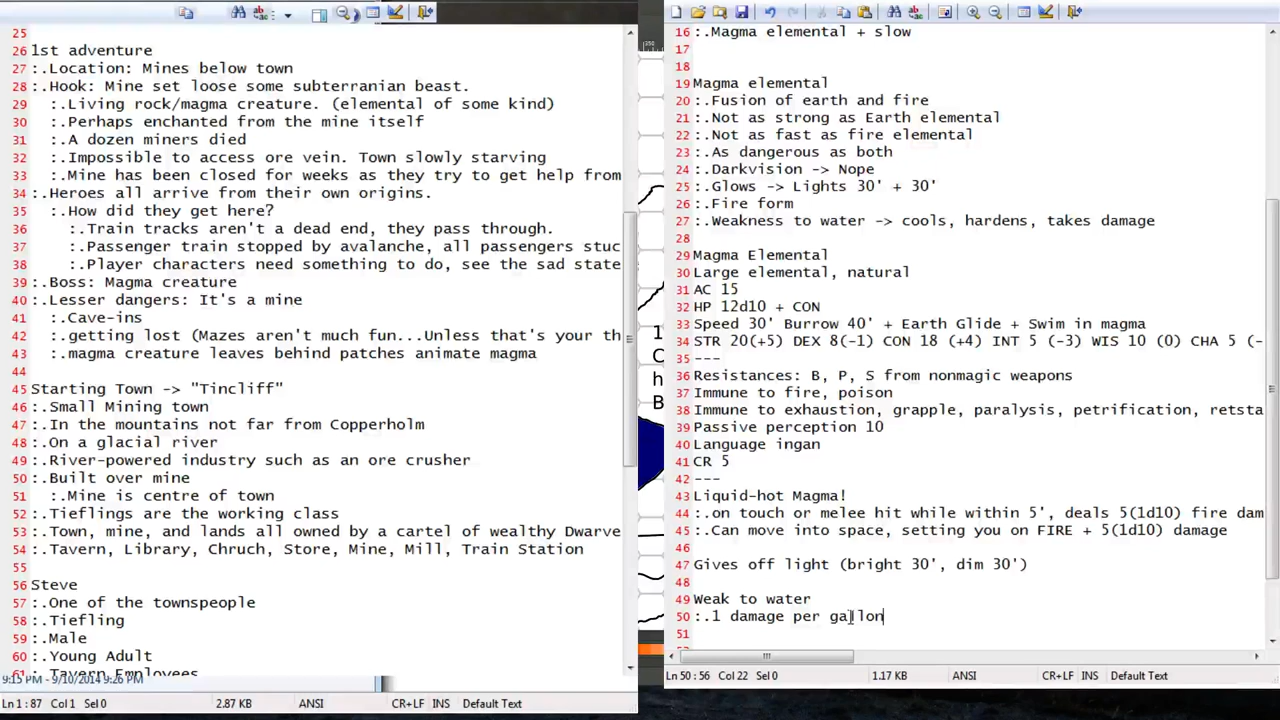 25
26 1st adventure
27 :.Location: Mines below town
28 :.Hook: Mine set loose some subterranian beast.
29 :.Living rock/magma creature. (elemental of some kind)
30 :.Perhaps enchanted from the mine itself
31 :.A dozen miners died
32 :.Impossible to access ore vein. Town slowly starving
33 :.Mine has been closed for weeks as they try to get help from
34 :.Heroes all arrive from their own origins.
35 :.How did they get here?
36 :.Train tracks aren't a dead end, they pass through.
37 :.Passenger train stopped by avalanche, all passengers stuc
38 :.Player characters need something to do, see the sad state
39 :.Boss: Magma creature
40 :.Lesser dangers: It's a mine
41 :.Cave-ins
42 :.getting lost (Mazes aren't much fun...Unless that's your th
43 :.magma creature leaves behind patches animate magma
44
45 Starting Town -> "Tincliff"
46 :.Small Mining town
47 :.In the mountains not far from Copperholm
48 :.On a glacial river
49 :.River-powered industry such as an ore crusher
50 :.Built over mine
51 :.Mine is centre of town
52 :.Tieflings are the working class
53 :.Town, mine, and lands all owned by a cartel of wealthy Dwarve
54 :.Tavern, Library, Chruch, Store, Mine, Mill, Train Station
55
56 Steve
57 :.One of the townspeople
58 :.Tiefling
59 :.Male
60 :.Young Adult
61 :.Tavern Employees
9:15 PM - 9/10/2014 9:26 PM
Ln 1 : 87 Col 1 Sel 0 2.87 KB ANSI CR+LF INS Default Text
350
1
C
h
B
16 :.Magma elemental + slow
17
18
19 Magma elemental
20 :.Fusion of earth and fire
21 :.Not as strong as Earth elemental
22 :.Not as fast as fire elemental
23 :.As dangerous as both
24 :.Darkvision -> Nope
25 :.Glows -> Lights 30' + 30'
26 :.Fire form
27 :.Weakness to water -> cools, hardens, takes damage
28
29 Magma Elemental
30 Large elemental, natural
31 AC 15
32 HP 12d10 + CON
33 Speed 30' Burrow 40' + Earth Glide + Swim in magma
34 STR 20(+5) DEX 8(-1) CON 18 (+4) INT 5 (-3) WIS 10 (0) CHA 5 (-
35 ---
36 Resistances: B, P, S from nonmagic weapons
37 Immune to fire, poison
38 Immune to exhaustion, grapple, paralysis, petrification, retsta
39 Passive perception 10
40 Language ingan
41 CR 5
42 ---
43 Liquid-hot Magma!
44 :.on touch or melee hit while within 5', deals 5(1d10) fire dam
45 :.Can move into space, setting you on FIRE + 5(1d10) damage
46
47 Gives off light (bright 30', dim 30')
48
49 Weak to water
50 :.1 damage per gallon
51
Ln 50 : 56 Col 22 Sel 0 1.17 KB ANSI CR+LF INS Default Text